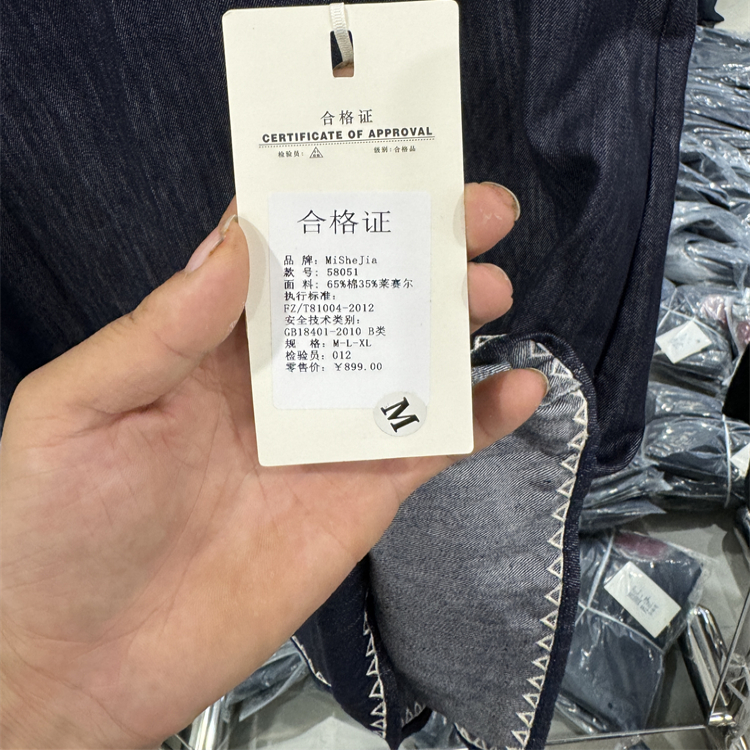 合格证
CERTIFICATE OF APPROVAL
检验员: 级别:合格品
合格证
品 牌: MiSheJia
款 号: 58051
面 料: 65%棉35%莱赛尔
执行标准:
FZ/T81004-2012
安全技术类别:
GB18401-2010 B类
规 格: M-L-XL
检验员: 012
零售价: ￥899.00
M